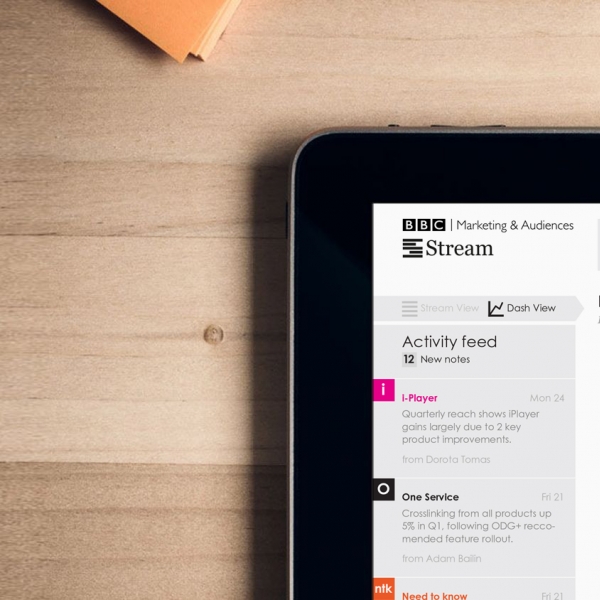 BBC | Marketing & Audiences
Stream
Stream View Dash View
Activity feed
12 New notes
i
i-Player Mon 24
Quarterly reach shows iPlayer
gains largely due to 2 key
product improvements.
from Dorota Tomas
O
One Service Fri 21
Crosslinking from all products up
5% in Q1, following ODG+ recco-
mended feature rollout.
from Adam Bailin
ntk
Need to know Fri 21